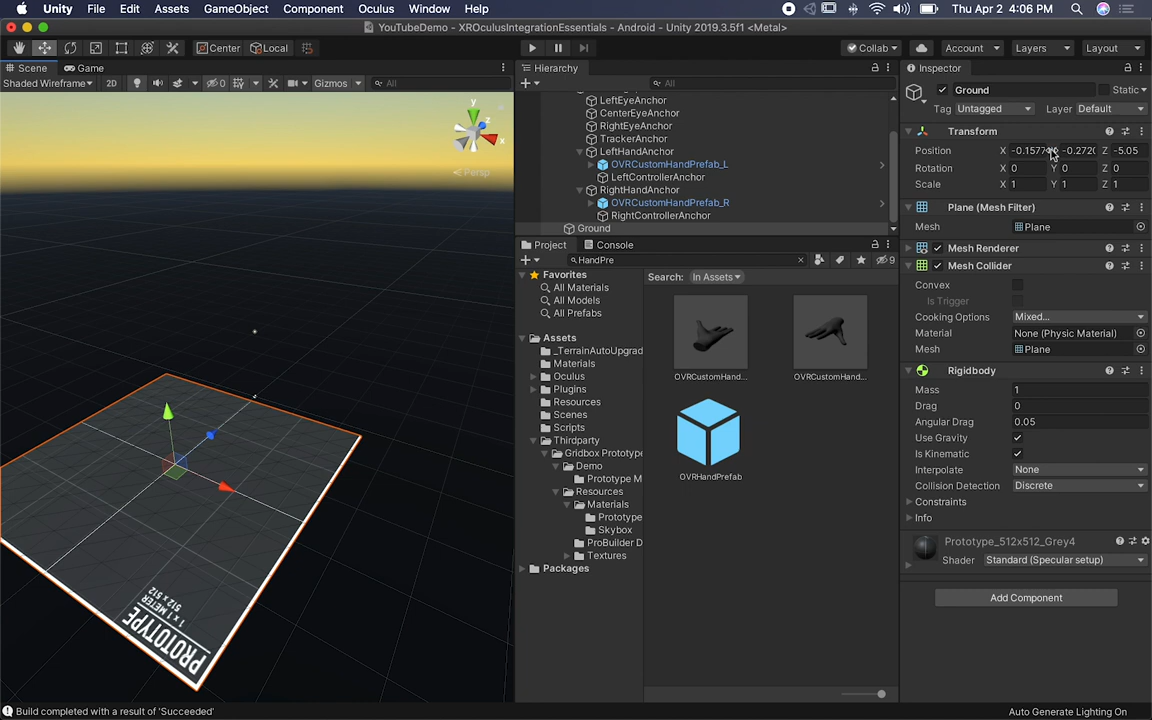 Unity File Edit Assets GameObject Component Oculus Window Help Thu Apr 2 4:06 PM
YouTubeDemo - XROculusIntegrationEssentials - Android - Unity 2019.3.5f1 <Metal>
Center Local Collab Account Layers Layout
Scene Game Hierarchy Inspector
Shaded Wireframe 2D 0 Gizmos All All
Ground Static
Tag Untagged Layer Default
y
z
x
Persp
LeftEyeAnchor
CenterEyeAnchor
RightEyeAnchor
TrackerAnchor
LeftHandAnchor
OVRCustomHandPrefab_L
LeftControllerAnchor
RightHandAnchor
OVRCustomHandPrefab_R
RightControllerAnchor
Ground
Transform
Position X Y -0.2720 Z -5.05
Rotation X 0 Y 0 Z 0
Scale X 1 Y 1 Z 1
Plane (Mesh Filter)
Mesh Plane
Mesh Renderer
Mesh Collider
Convex
Is Trigger
Cooking Options Mixed...
Material None (Physic Material)
Mesh Plane
Rigidbody
Mass 1
Drag 0
Angular Drag 0.05
Use Gravity
Is Kinematic
Interpolate None
Collision Detection Discrete
Constraints
Info
Prototype_512x512_Grey4
Shader Standard (Specular setup)
Add Component
Project Console
HandPre 9
Favorites
All Materials
All Models
All Prefabs
Assets
_TerrainAutoUpgrad
Materials
Oculus
Plugins
Resources
Scenes
Scripts
Thirdparty
Gridbox Prototype
Demo
Prototype M
Resources
Materials
Prototype
Skybox
ProBuilder D
Textures
Packages
Search: In Assets
OVRCustomHand... OVRCustomHand...
OVRHandPrefab
PROTOTYPE
1 x 1 METER
512 x 512
Build completed with a result of 'Succeeded'
Auto Generate Lighting On